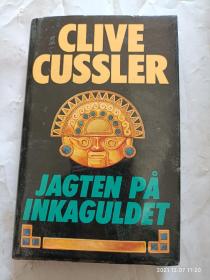 CLIVE
CUSSLER
JAGTEN PÅ
INKAGULDET
2021.12.07 11:20